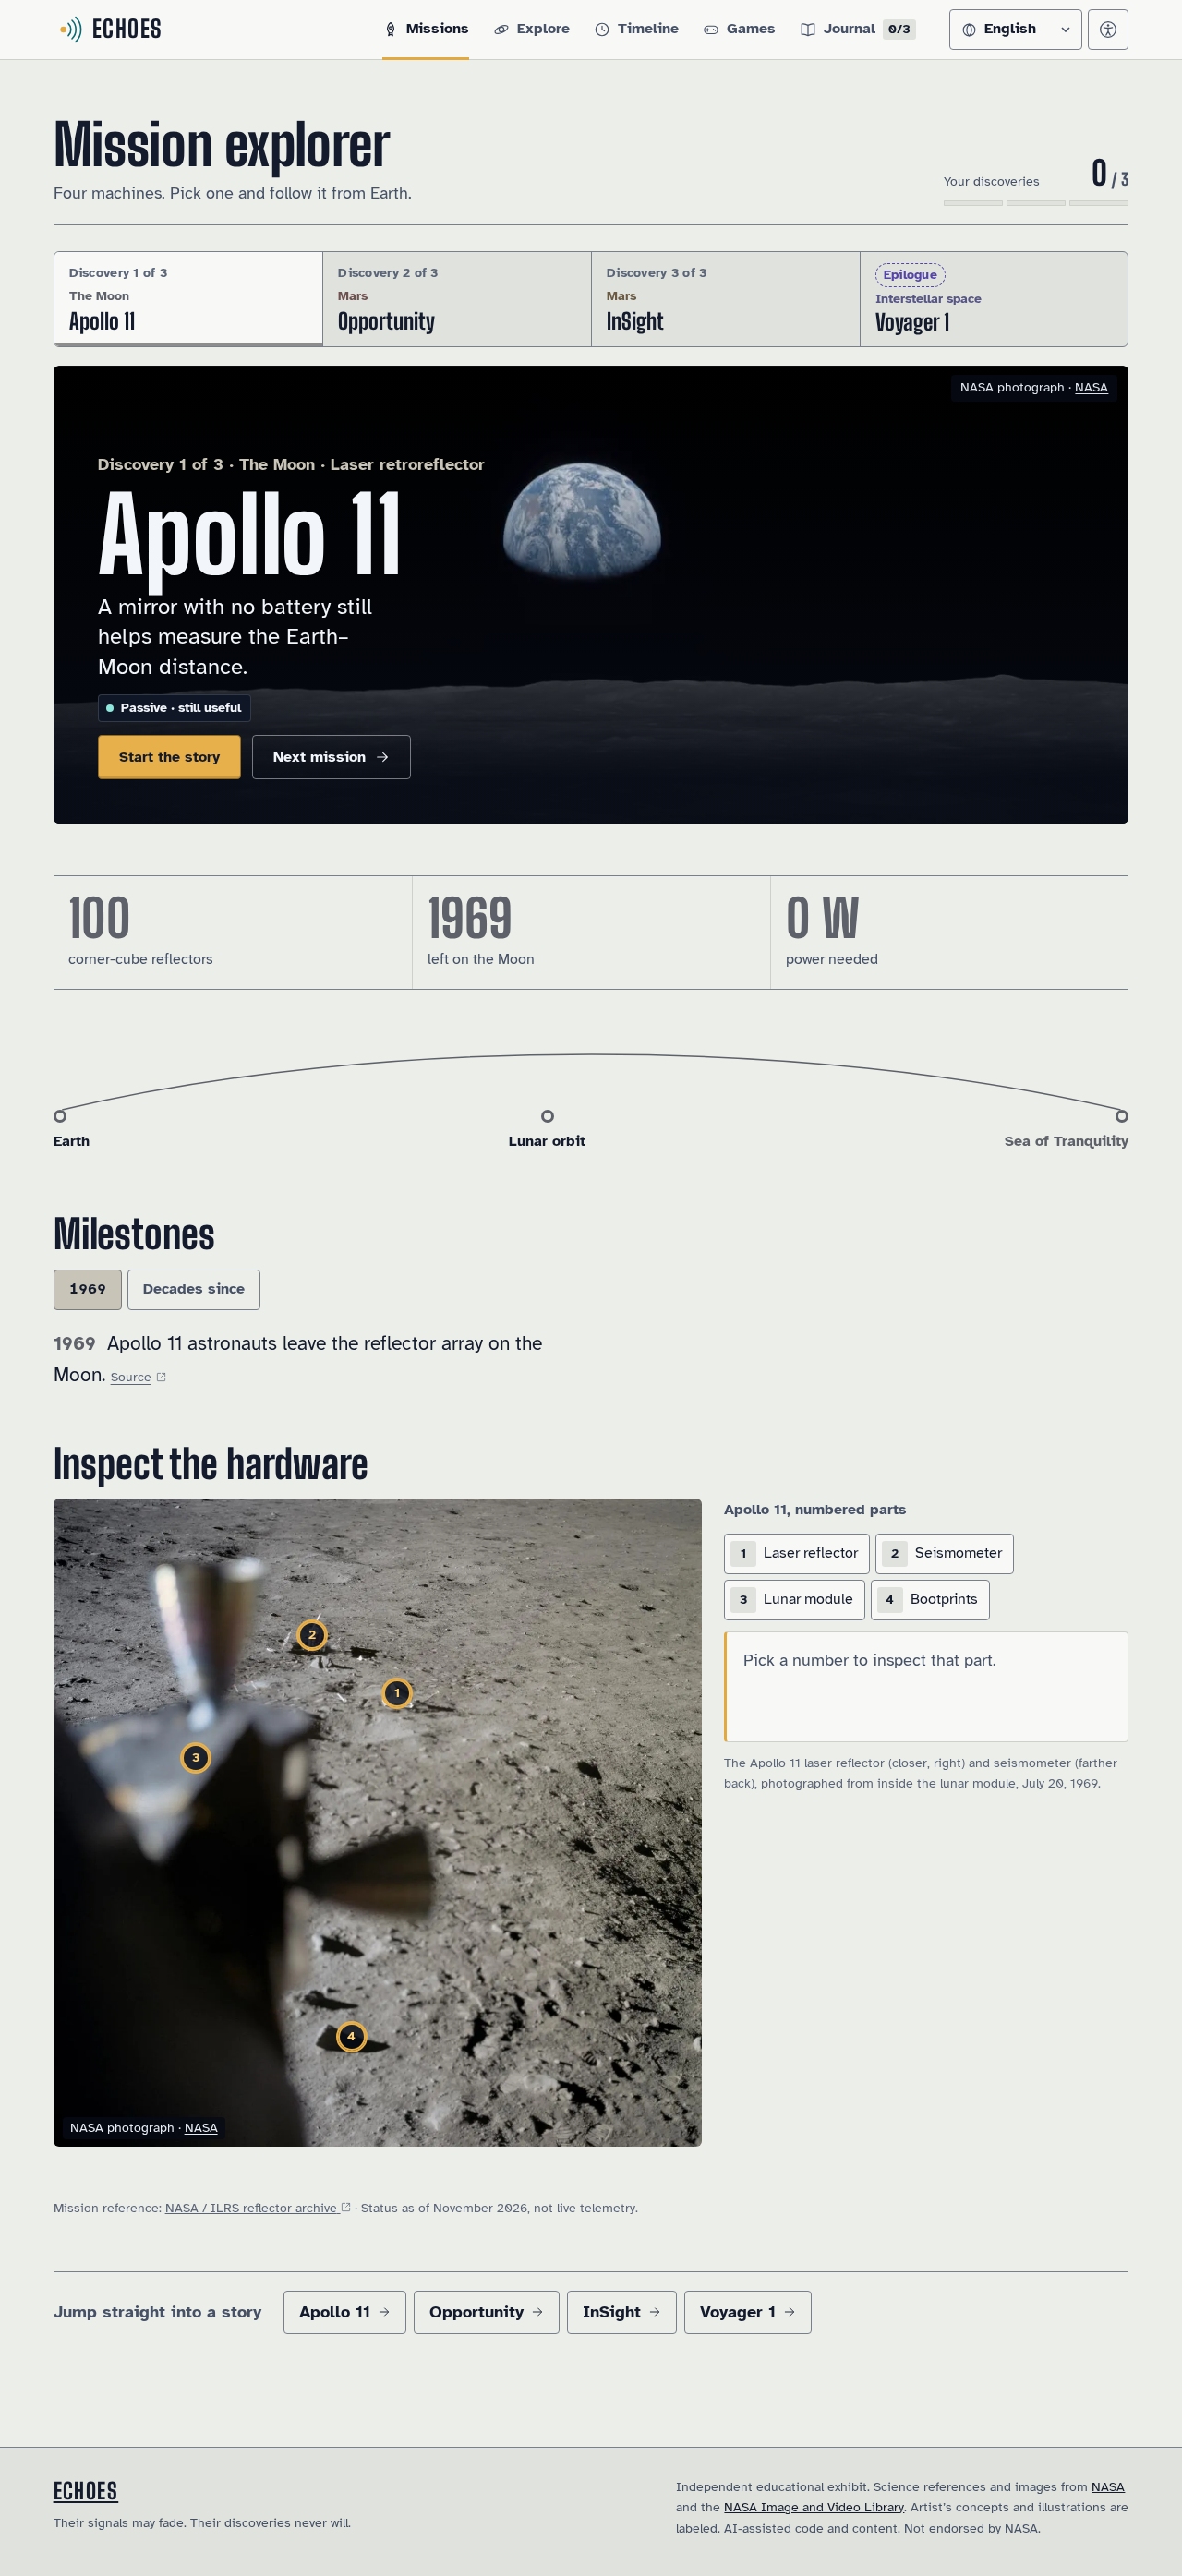 ECHOES
Missions
Explore
Timeline
Games
Journal 0/3
English
Mission explorer
Four machines. Pick one and follow it from Earth.
Your discoveries
0 / 3
Discovery 1 of 3
The Moon
Apollo 11
Discovery 2 of 3
Mars
Opportunity
Discovery 3 of 3
Mars
InSight
Epilogue
Interstellar space
Voyager 1
NASA photograph · NASA
Discovery 1 of 3 · The Moon · Laser retroreflector
Apollo 11
A mirror with no battery still
helps measure the Earth–
Moon distance.
Passive · still useful
Start the story
Next mission →
100
corner-cube reflectors
1969
left on the Moon
0 W
power needed
Earth
Lunar orbit
Sea of Tranquility
Milestones
1969
Decades since
1969 Apollo 11 astronauts leave the reflector array on the
Moon. Source
Inspect the hardware
2
1
3
4
NASA photograph · NASA
Apollo 11, numbered parts
1 Laser reflector
2 Seismometer
3 Lunar module
4 Bootprints
Pick a number to inspect that part.
The Apollo 11 laser reflector (closer, right) and seismometer (farther
back), photographed from inside the lunar module, July 20, 1969.
Mission reference: NASA / ILRS reflector archive · Status as of November 2026, not live telemetry.
Jump straight into a story
Apollo 11 →
Opportunity →
InSight →
Voyager 1 →
ECHOES
Their signals may fade. Their discoveries never will.
Independent educational exhibit. Science references and images from NASA
and the NASA Image and Video Library. Artist's concepts and illustrations are
labeled. AI-assisted code and content. Not endorsed by NASA.